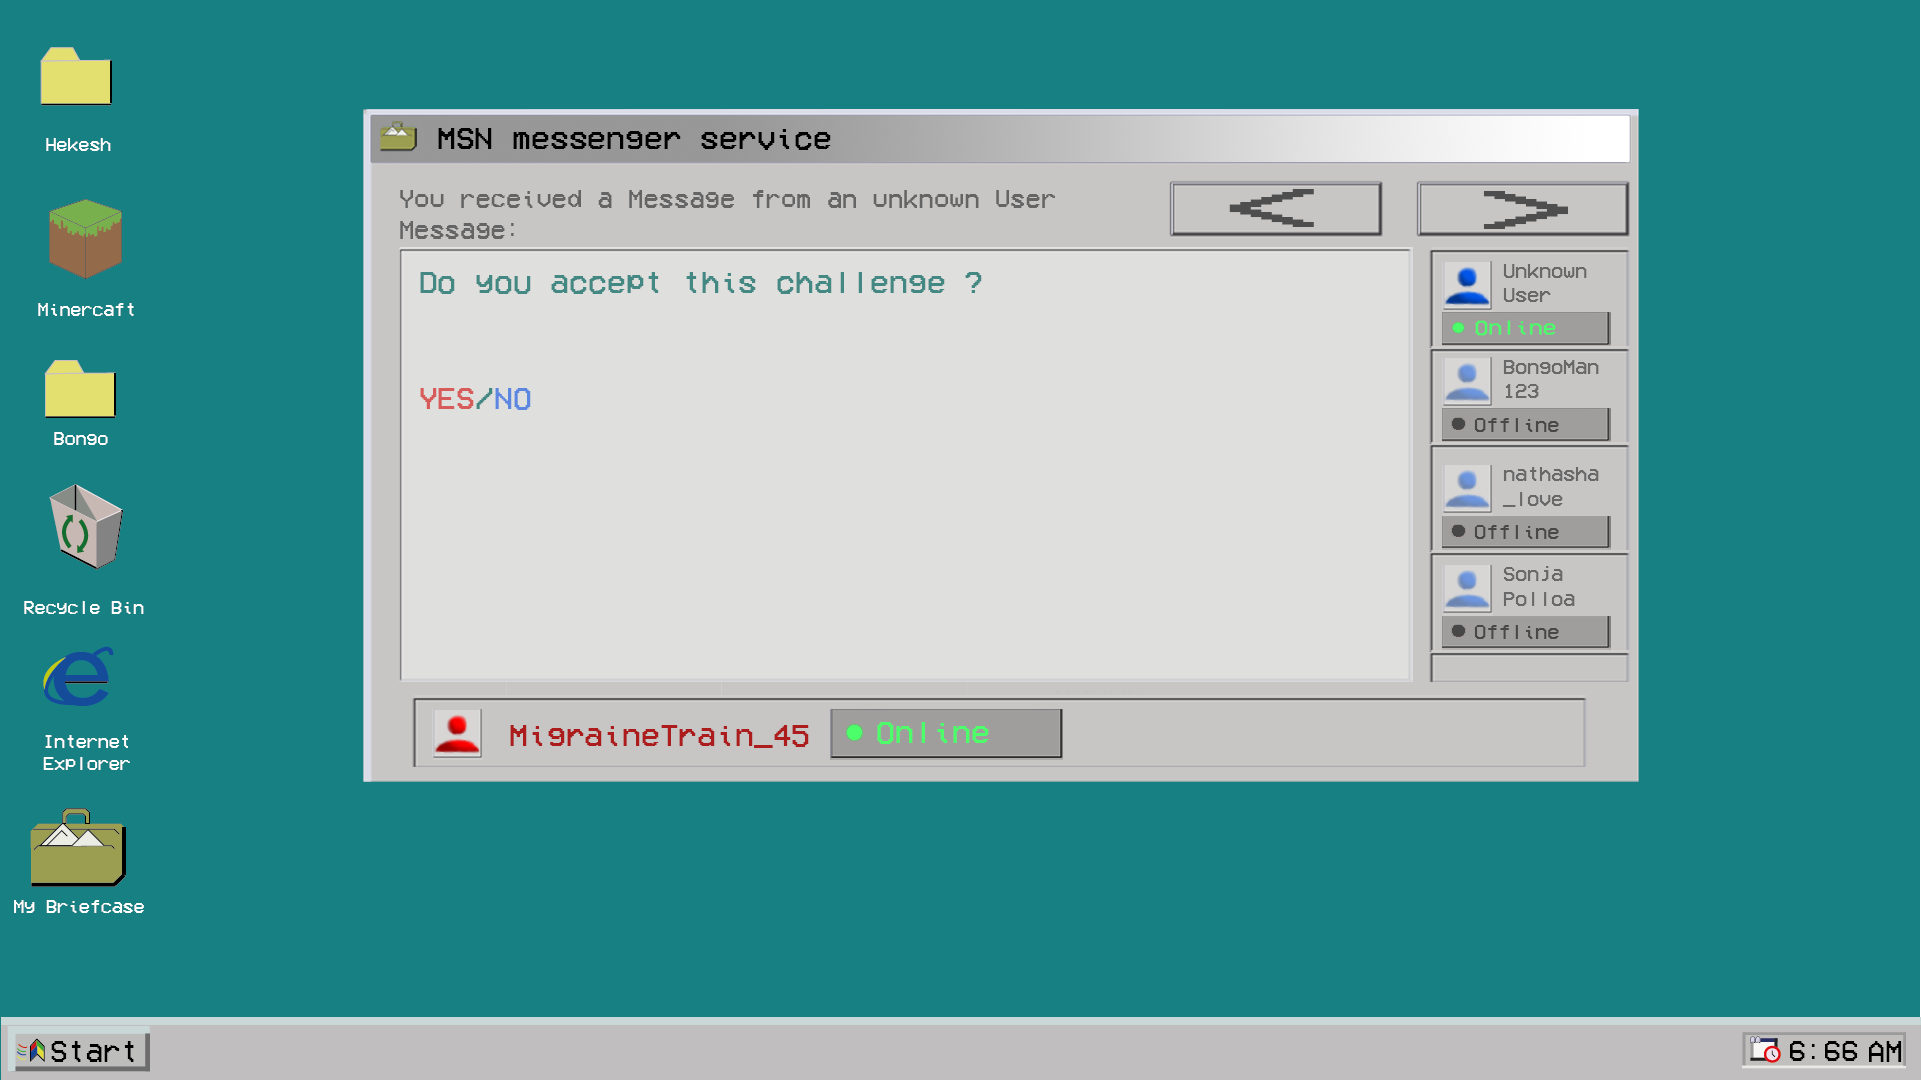 Hekesh
Minercaft
Bongo
Recycle Bin
Internet
Explorer
My Briefcase
MSN messenger service
You received a Message from an unknown User
Message:
<
>
Do you accept this challenge ?
YES/NO
Unknown
User
Online
BongoMan
123
Offline
nathasha
_love
Offline
Sonja
Polloa
Offline
MigraineTrain_45
Online
Start
6:66 AM